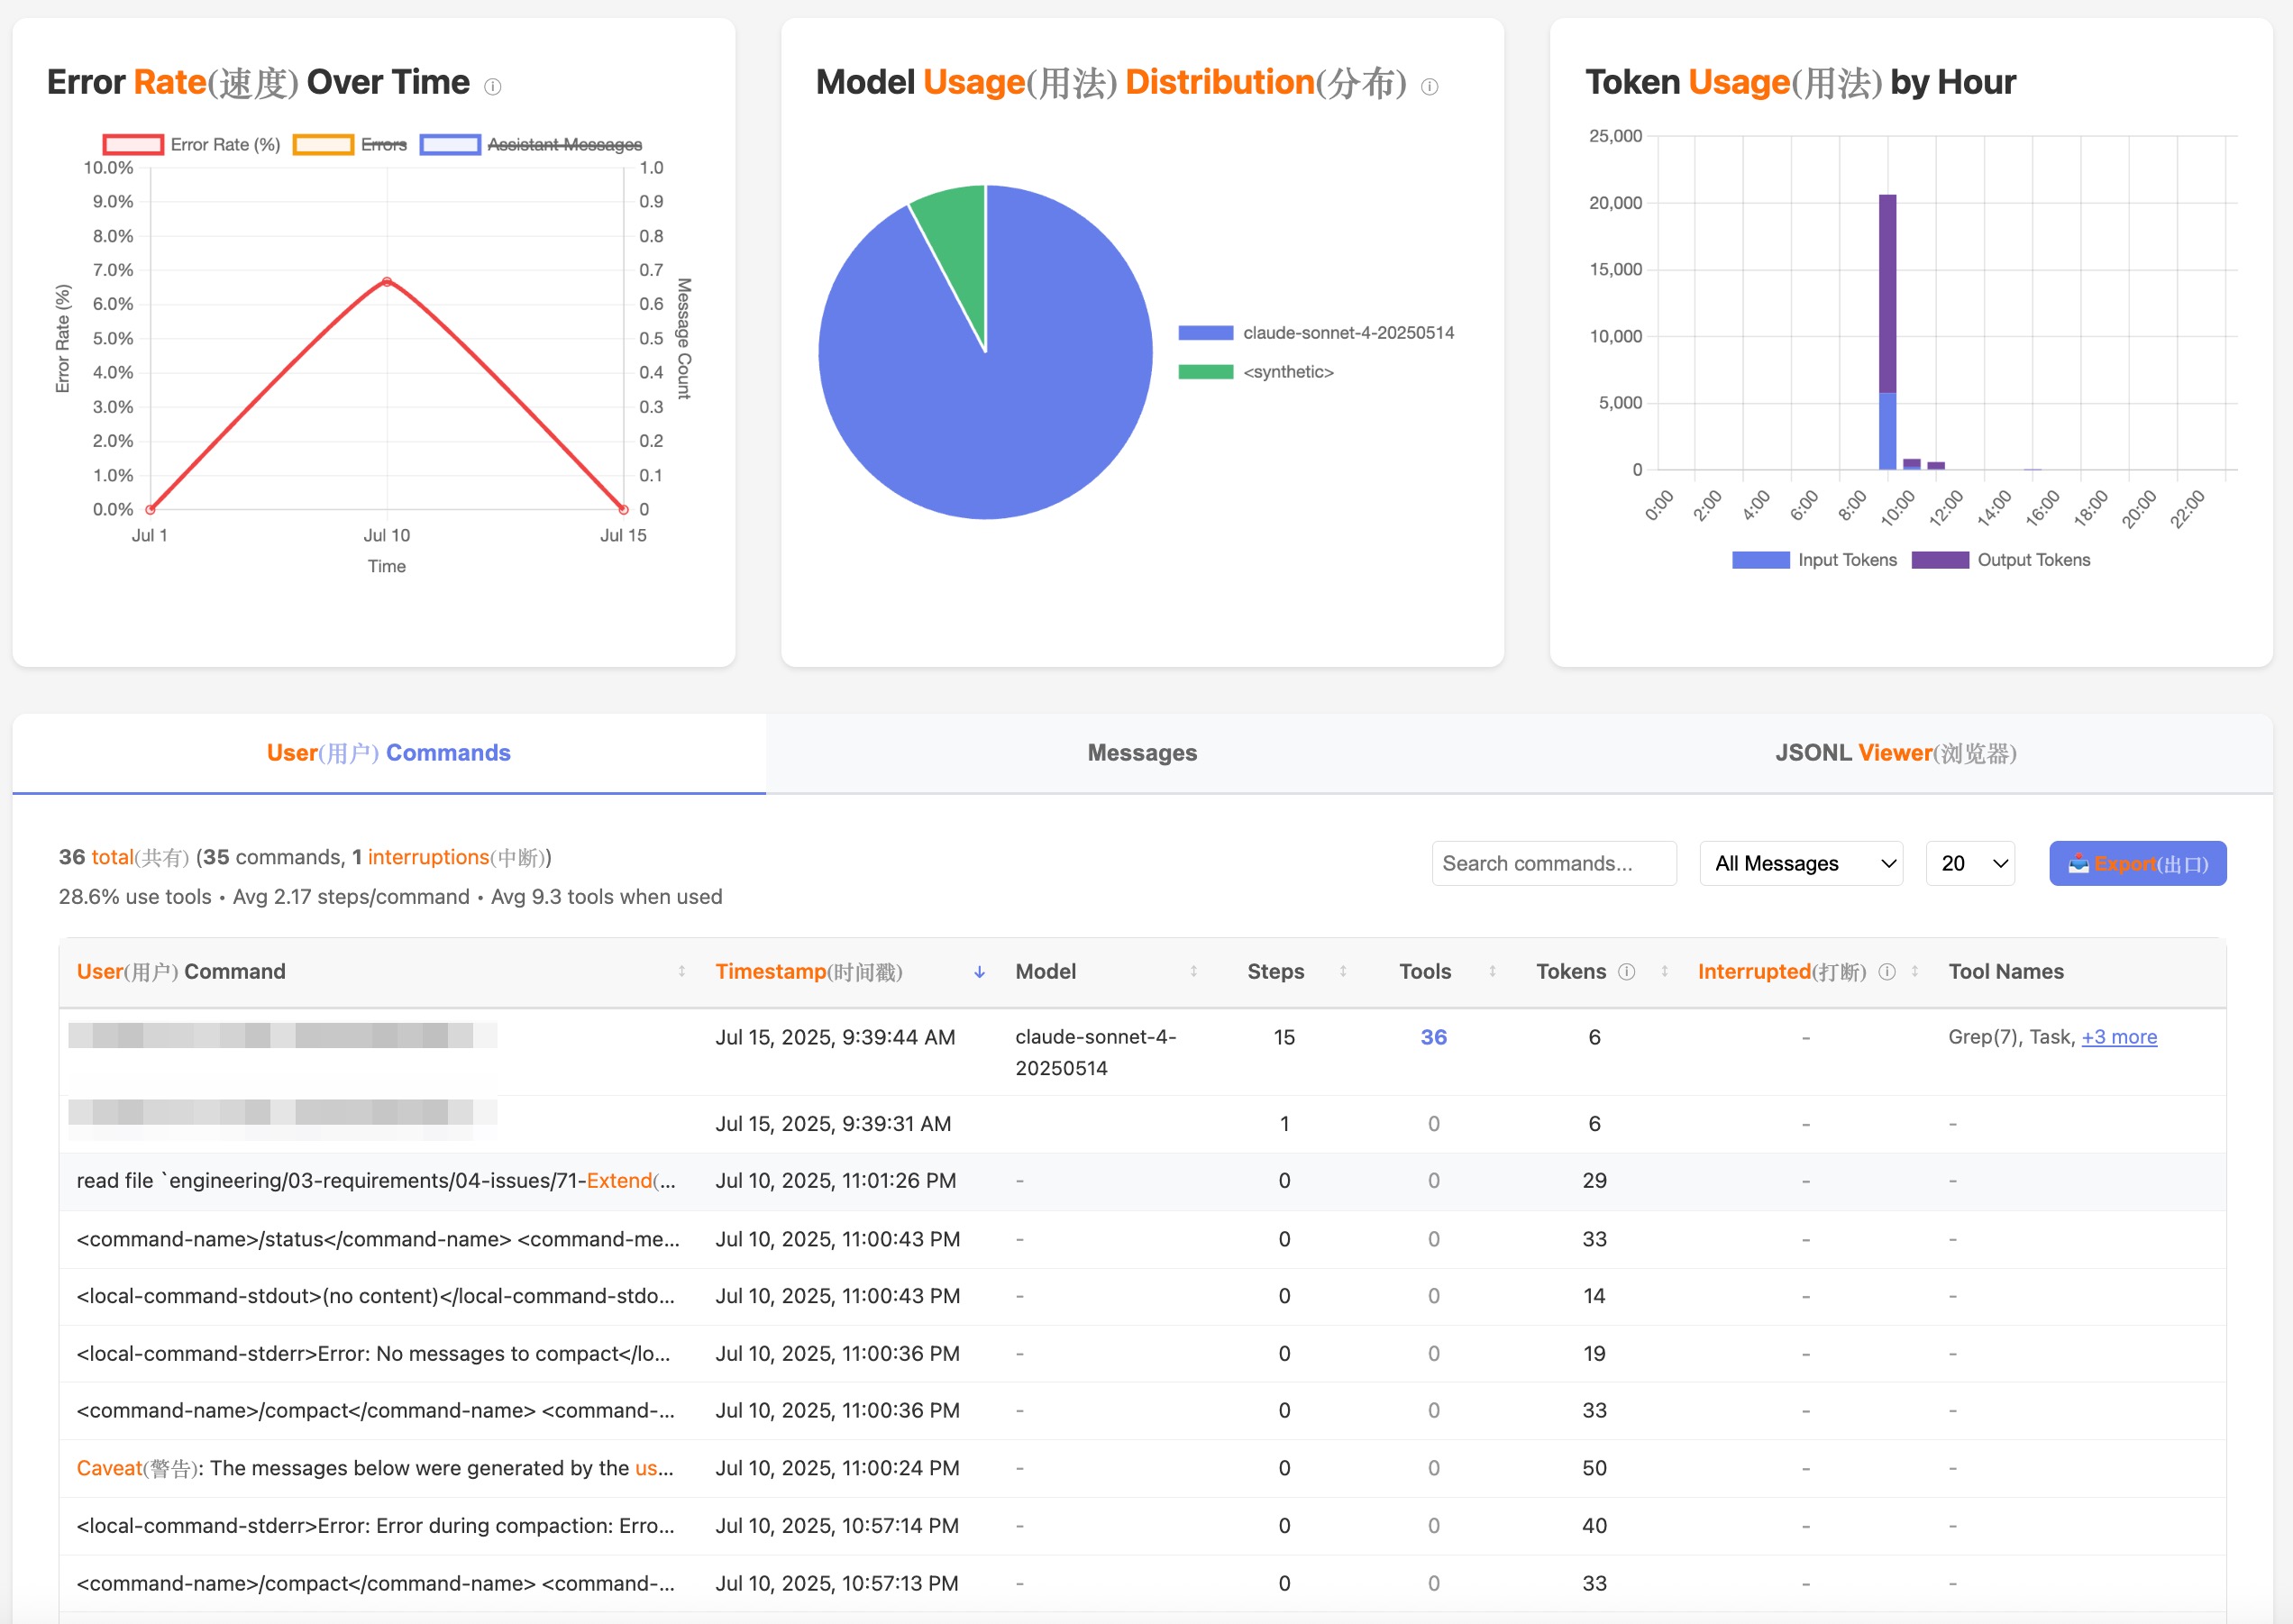 Error Rate(速度) Over Time
Error Rate (%) Errors Assistant Messages
10.0%
9.0%
8.0%
7.0%
6.0%
5.0%
4.0%
3.0%
2.0%
1.0%
0.0%
Error Rate (%)
1.0
0.9
0.8
0.7
0.6
0.5
0.4
0.3
0.2
0.1
0
Message Count
Jul 1 Jul 10 Jul 15
Time
Model Usage(用法) Distribution(分布)
claude-sonnet-4-20250514
<synthetic>
Token Usage(用法) by Hour
25,000
20,000
15,000
10,000
5,000
0
0:00 2:00 4:00 6:00 8:00 10:00 12:00 14:00 16:00 18:00 20:00 22:00
Input Tokens Output Tokens
User(用户) Commands Messages JSONL Viewer(浏览器)
36 total(共有) (35 commands, 1 interruptions(中断))
28.6% use tools • Avg 2.17 steps/command • Avg 9.3 tools when used
Search commands... All Messages 20 Export(出口)
User(用户) Command Timestamp(时间戳) ↓ Model Steps Tools Tokens Interrupted(打断) Tool Names
Jul 15, 2025, 9:39:44 AM claude-sonnet-4- 15 36 6 - Grep(7), Task, +3 more
20250514
Jul 15, 2025, 9:39:31 AM 1 0 6 - -
read file `engineering/03-requirements/04-issues/71-Extend(... Jul 10, 2025, 11:01:26 PM - 0 0 29 - -
<command-name>/status</command-name> <command-me... Jul 10, 2025, 11:00:43 PM - 0 0 33 - -
<local-command-stdout>(no content)</local-command-stdo... Jul 10, 2025, 11:00:43 PM - 0 0 14 - -
<local-command-stderr>Error: No messages to compact</lo... Jul 10, 2025, 11:00:36 PM - 0 0 19 - -
<command-name>/compact</command-name> <command-... Jul 10, 2025, 11:00:36 PM - 0 0 33 - -
Caveat(警告): The messages below were generated by the us... Jul 10, 2025, 11:00:24 PM - 0 0 50 - -
<local-command-stderr>Error: Error during compaction: Erro... Jul 10, 2025, 10:57:14 PM - 0 0 40 - -
<command-name>/compact</command-name> <command-... Jul 10, 2025, 10:57:13 PM - 0 0 33 - -